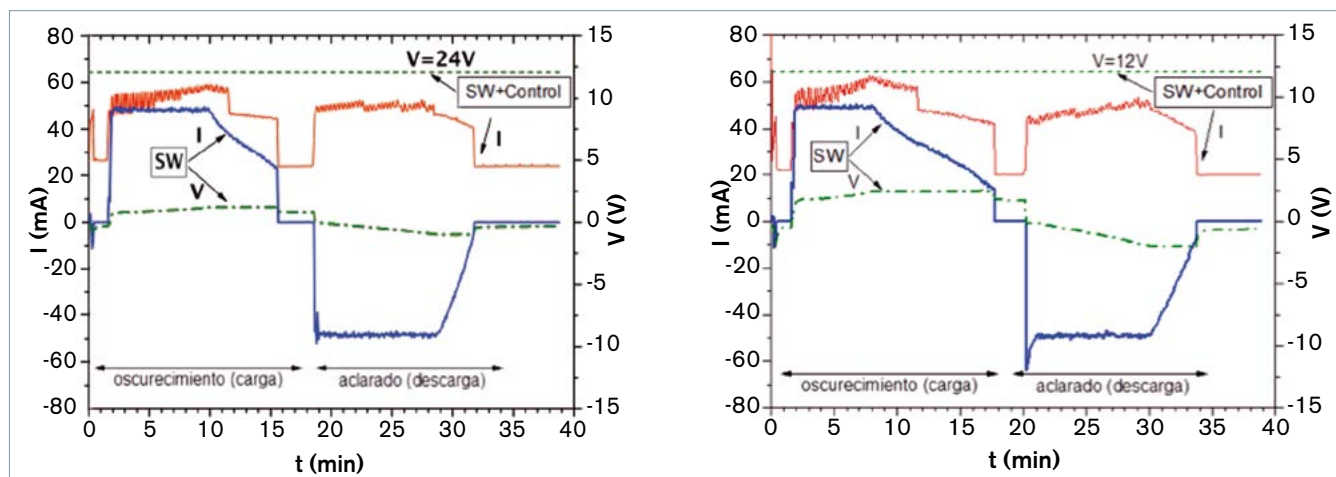 80
60
40
20
0
-20
-40
-60
-80
I (mA)
15
10
5
0
-5
-10
-15
V (V)
V=24V
SW+Control
I
I
SW
V
oscurecimiento (carga)
aclarado (descarga)
0 5 10 15 20 25 30 35 40
t (min)
80
60
40
20
0
-20
-40
-60
-80
I (mA)
15
10
5
0
-5
-10
-15
V (V)
V=12V
SW+Control
I
I
SW
V
oscurecimiento (carga)
aclarado (descarga)
0 5 10 15 20 25 30 35 40
t (min)